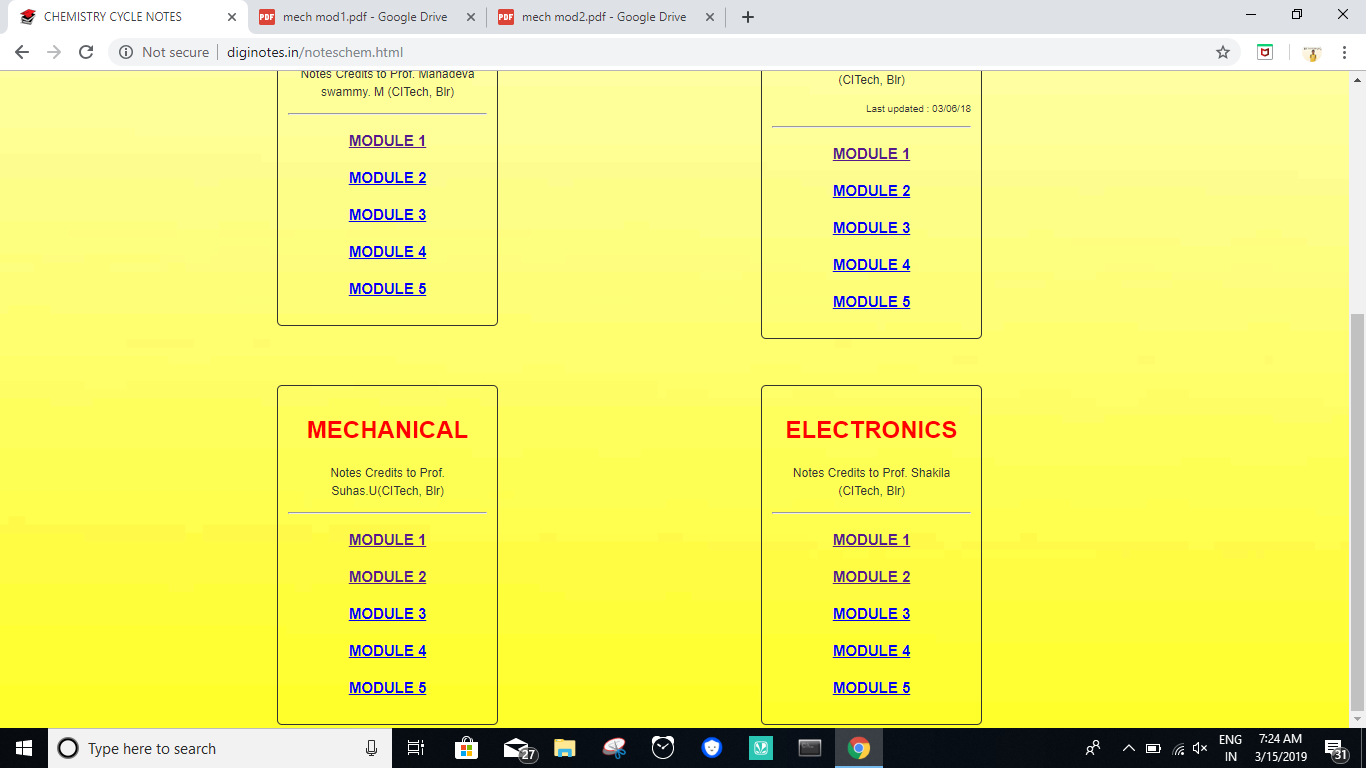 CHEMISTRY CYCLE NOTES
mech mod1.pdf - Google Drive
mech mod2.pdf - Google Drive
Not secure
diginotes.in/noteschem.html
Notes Credits to Prof. Mahadeva
swammy. M (CITech, Blr)
MODULE 1
MODULE 2
MODULE 3
MODULE 4
MODULE 5
(CITech, Blr)
Last updated : 03/06/18
MODULE 1
MODULE 2
MODULE 3
MODULE 4
MODULE 5
MECHANICAL
Notes Credits to Prof.
Suhas.U(CITech, Blr)
MODULE 1
MODULE 2
MODULE 3
MODULE 4
MODULE 5
ELECTRONICS
Notes Credits to Prof. Shakila
(CITech, Blr)
MODULE 1
MODULE 2
MODULE 3
MODULE 4
MODULE 5
Type here to search
27
ENG
IN
7:24 AM
3/15/2019
31